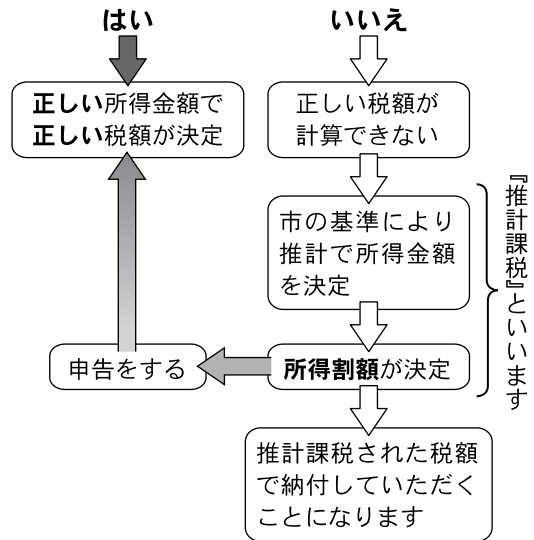 はい
いいえ
正しい所得金額で
正しい税額が決定
正しい税額が
計算できない
市の基準により
推計で所得金額
を決定
『推計課税』といいます
申告をする
所得割額が決定
推計課税された税額
で納付していただく
ことになります